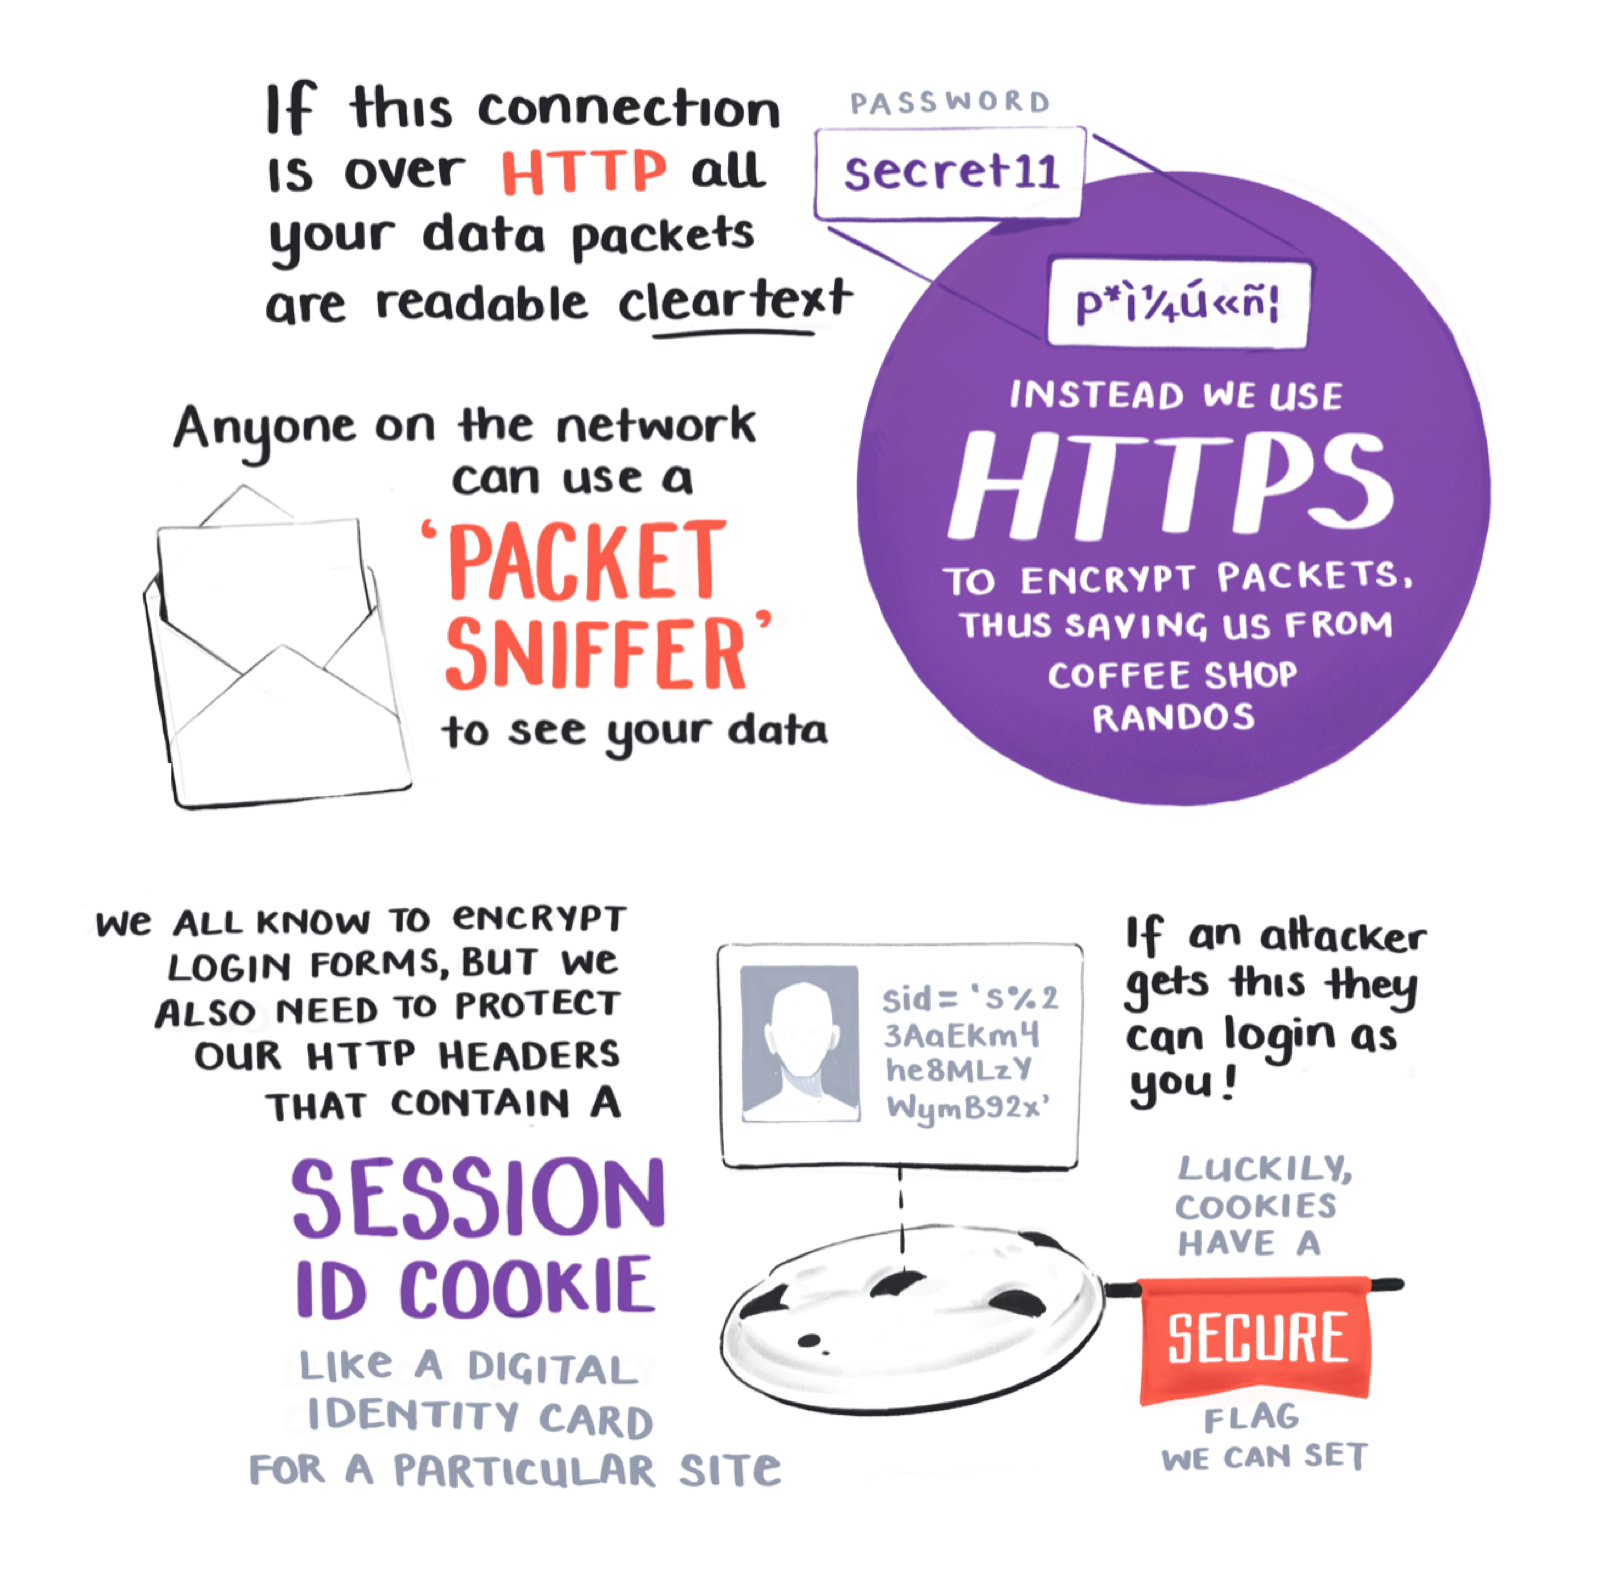 If this connection
is over HTTP all
your data packets
are readable cleartext
PASSWORD
secret11
p*ì¼ú«ñ¦
INSTEAD WE USE
HTTPS
TO ENCRYPT PACKETS,
THUS SAVING US FROM
COFFEE SHOP
RANDOS
Anyone on the network
can use a
'PACKET
SNIFFER'
to see your data
We ALL KNOW TO eNCRYPT
LOGIN FORMS, BUT We
ALSO NEED TO PROTECT
OUR HTTP HEADERS
THAT CONTAIN A
SESSION
ID COOKIE
LIKe A DIGITAL
IDENTITY CARD
FOR A PARTICULAR SITe
sid= 's%2
3AaEkm4
he8MLzY
WymB92x'
If an attacker
gets this they
can login as
you!
LUCKILY,
COOKIES
HAVE A
SECURE
FLAG
WE CAN SET